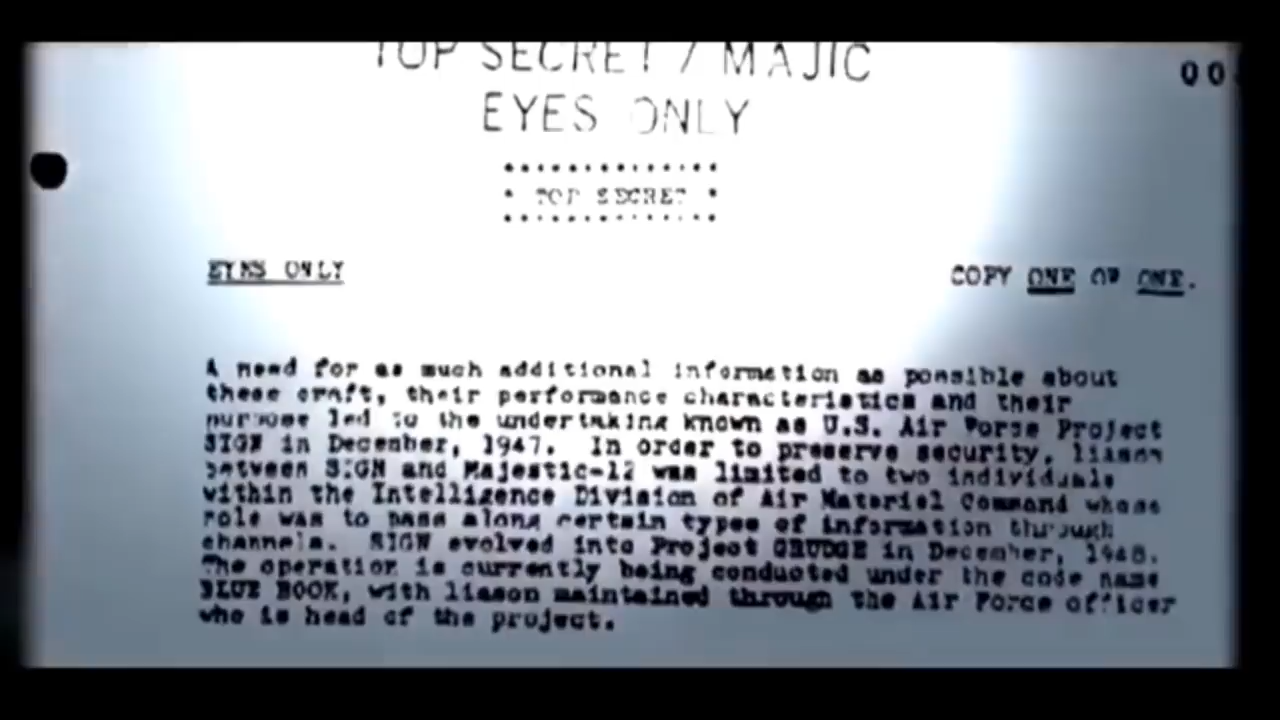 TOP SECRET / MAJIC
EYES ONLY
00
TOP SECRET
EYES ONLY
COPY ONE OF ONE.
A need for as much additional information as possible about
these craft, their performance characteristics and their
purpose led to the undertaking known as U.S. Air Force Project
SIGN in December, 1947. In order to preserve security, liason
between SIGN and Majestic-12 was limited to two individuals
within the Intelligence Division of Air Materiel Command whose
role was to pass along certain types of information through
channels. SIGN evolved into Project GRUDGE in December, 1948.
The operation is currently being conducted under the code name
BLUE BOOK, with liason maintained through the Air Force officer
who is head of the project.